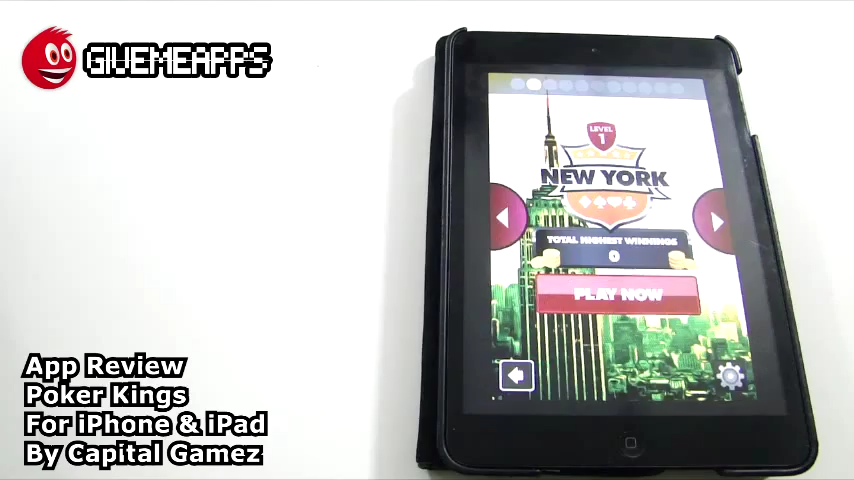 GIVEMEAPPS
LEVEL
1
NEW YORK
TOTAL HIGHEST WINNINGS
0
PLAY NOW
App Review
Poker Kings
For iPhone & iPad
By Capital Gamez